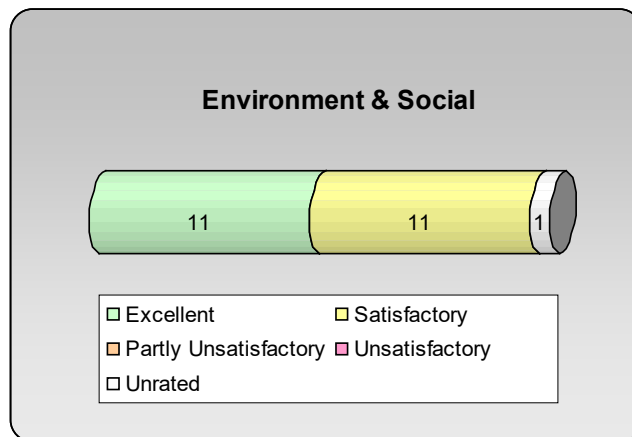 Environment & Social
11 11 1
Excellent Satisfactory
Partly Unsatisfactory Unsatisfactory
Unrated